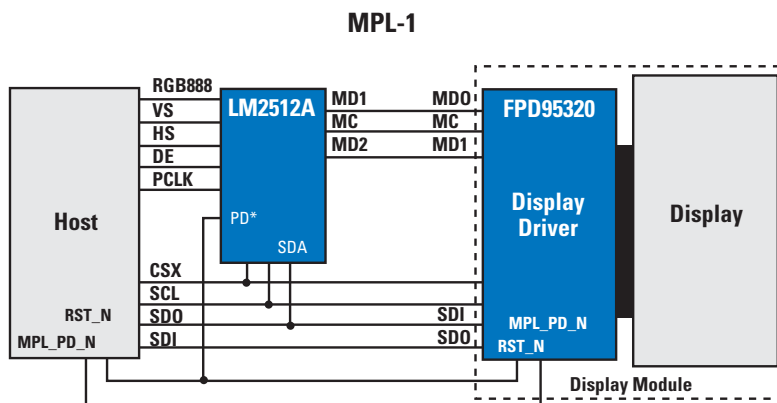 MPL-1
RGB888
VS
HS
DE
PCLK
Host
CSX
SCL
RST_N
SDO
MPL_PD_N
SDI
LM2512A
PD*
SDA
MD1
MC
MD2
MD0
MC
MD1
SDI
SDO
FPD95320
Display
Driver
MPL_PD_N
RST_N
Display
Display Module